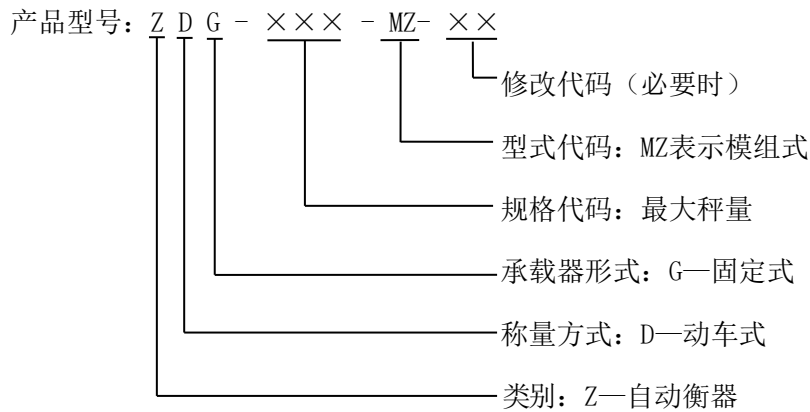 产品型号：Z D G - ××× - MZ- ××
修改代码（必要时）
型式代码：MZ表示模组式
规格代码：最大秤量
承载器形式：G—固定式
称量方式：D—动车式
类别：Z—自动衡器